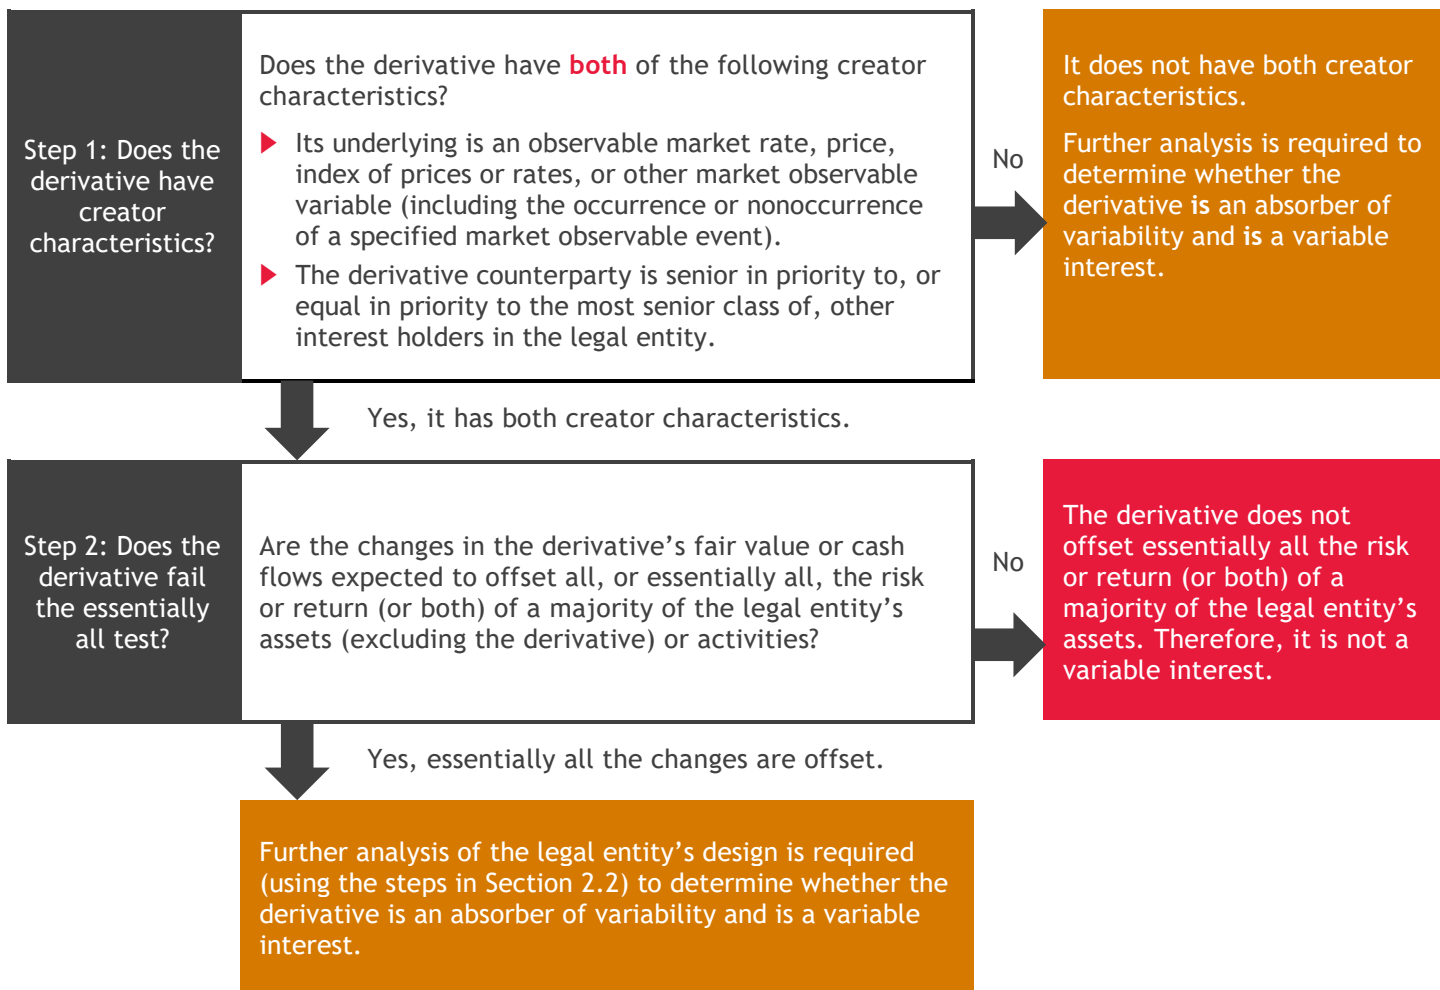 Step 1: Does the
derivative have
creator
characteristics?
Does the derivative have both of the following creator
characteristics?
Its underlying is an observable market rate, price,
index of prices or rates, or other market observable
variable (including the occurrence or nonoccurrence
of a specified market observable event).
The derivative counterparty is senior in priority to, or
equal in priority to the most senior class of, other
interest holders in the legal entity.
No
It does not have both creator
characteristics.
Further analysis is required to
determine whether the
derivative is an absorber of
variability and is a variable
interest.
Yes, it has both creator characteristics.
Step 2: Does the
derivative fail
the essentially
all test?
Are the changes in the derivative’s fair value or cash
flows expected to offset all, or essentially all, the risk
or return (or both) of a majority of the legal entity’s
assets (excluding the derivative) or activities?
No
The derivative does not
offset essentially all the risk
or return (or both) of a
majority of the legal entity’s
assets. Therefore, it is not a
variable interest.
Yes, essentially all the changes are offset.
Further analysis of the legal entity’s design is required
(using the steps in Section 2.2) to determine whether the
derivative is an absorber of variability and is a variable
interest.